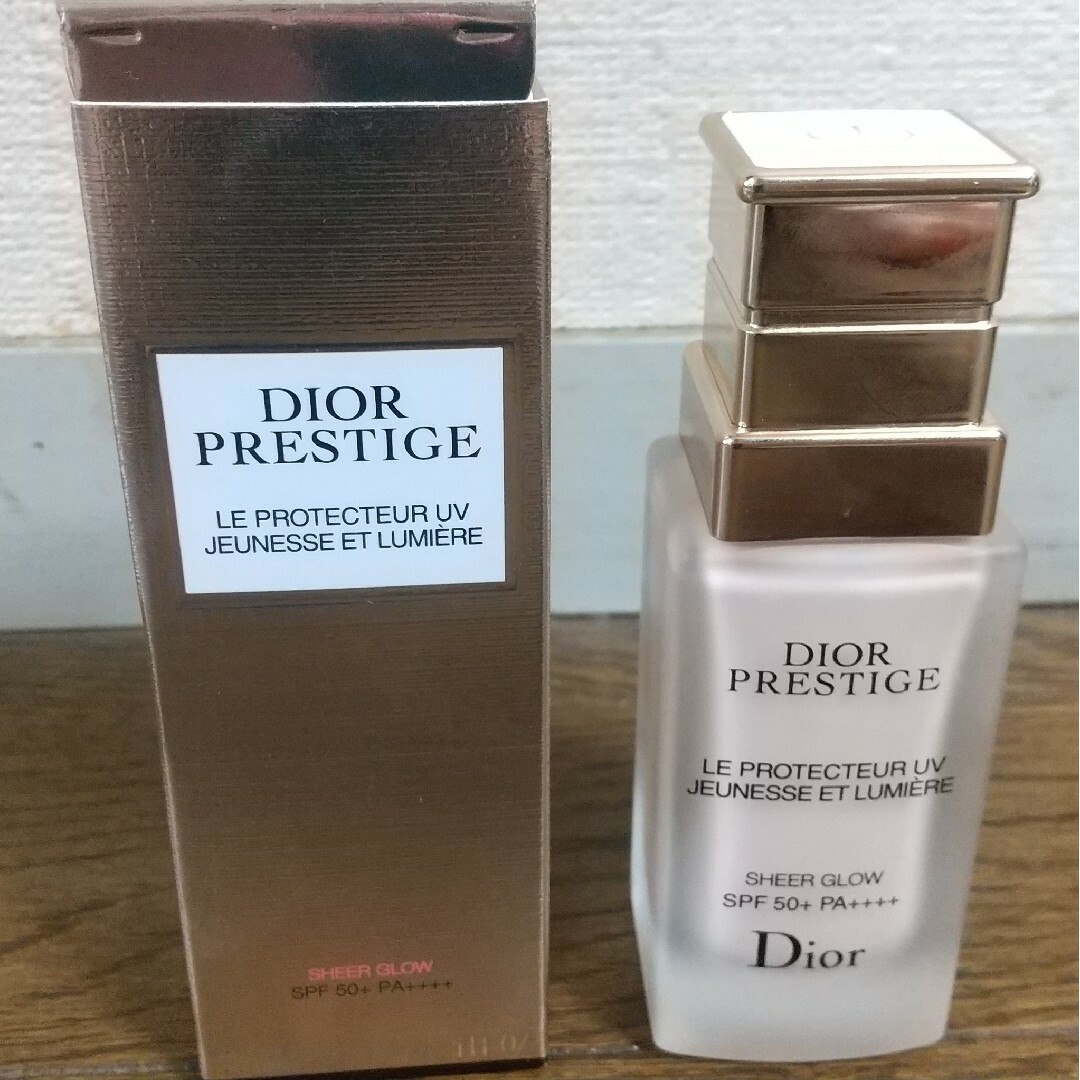 DIOR
PRESTIGE
LE PROTECTEUR UV
JEUNESSE ET LUMIÈRE
SHEER GLOW
SPF 50+ PA++++
DIOR
PRESTIGE
LE PROTECTEUR UV
JEUNESSE ET LUMIÈRE
SHEER GLOW
SPF 50+ PA++++
Dior